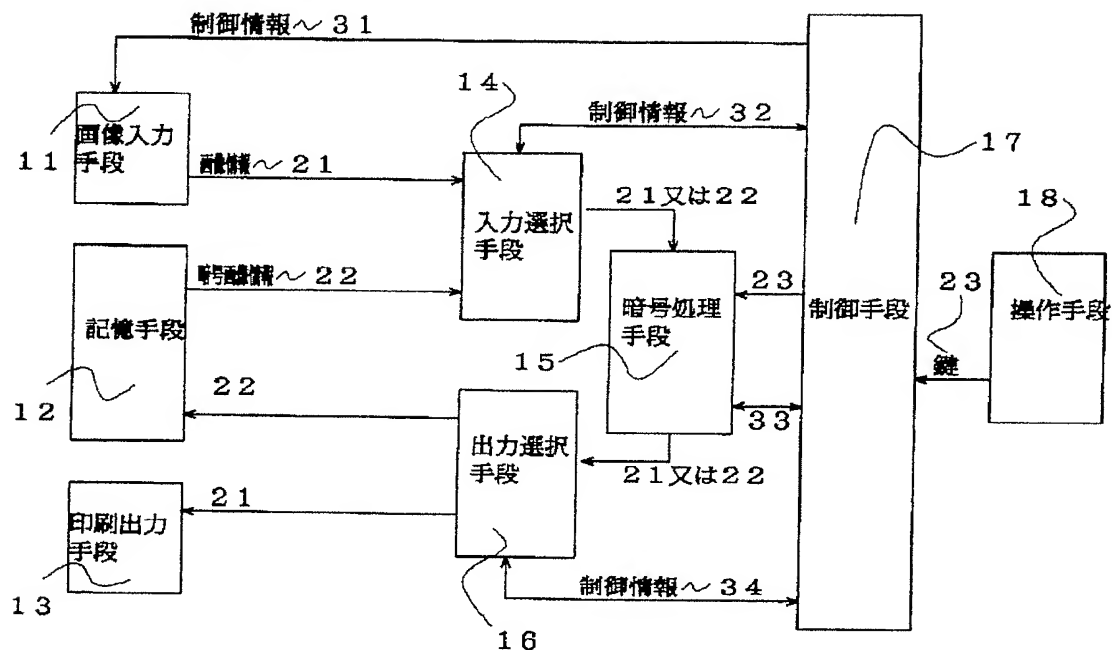 制御情報～31
14
制御情報～32
11
画像入力
手段
画像情報～21
17
入力選択
手段
21又は22
18
暗号画像情報～22
23
暗号処理
手段
制御手段
23
操作手段
記憶手段
15
鍵
12
22
33
出力選択
手段
21又は22
21
印刷出力
手段
13
制御情報～34
16